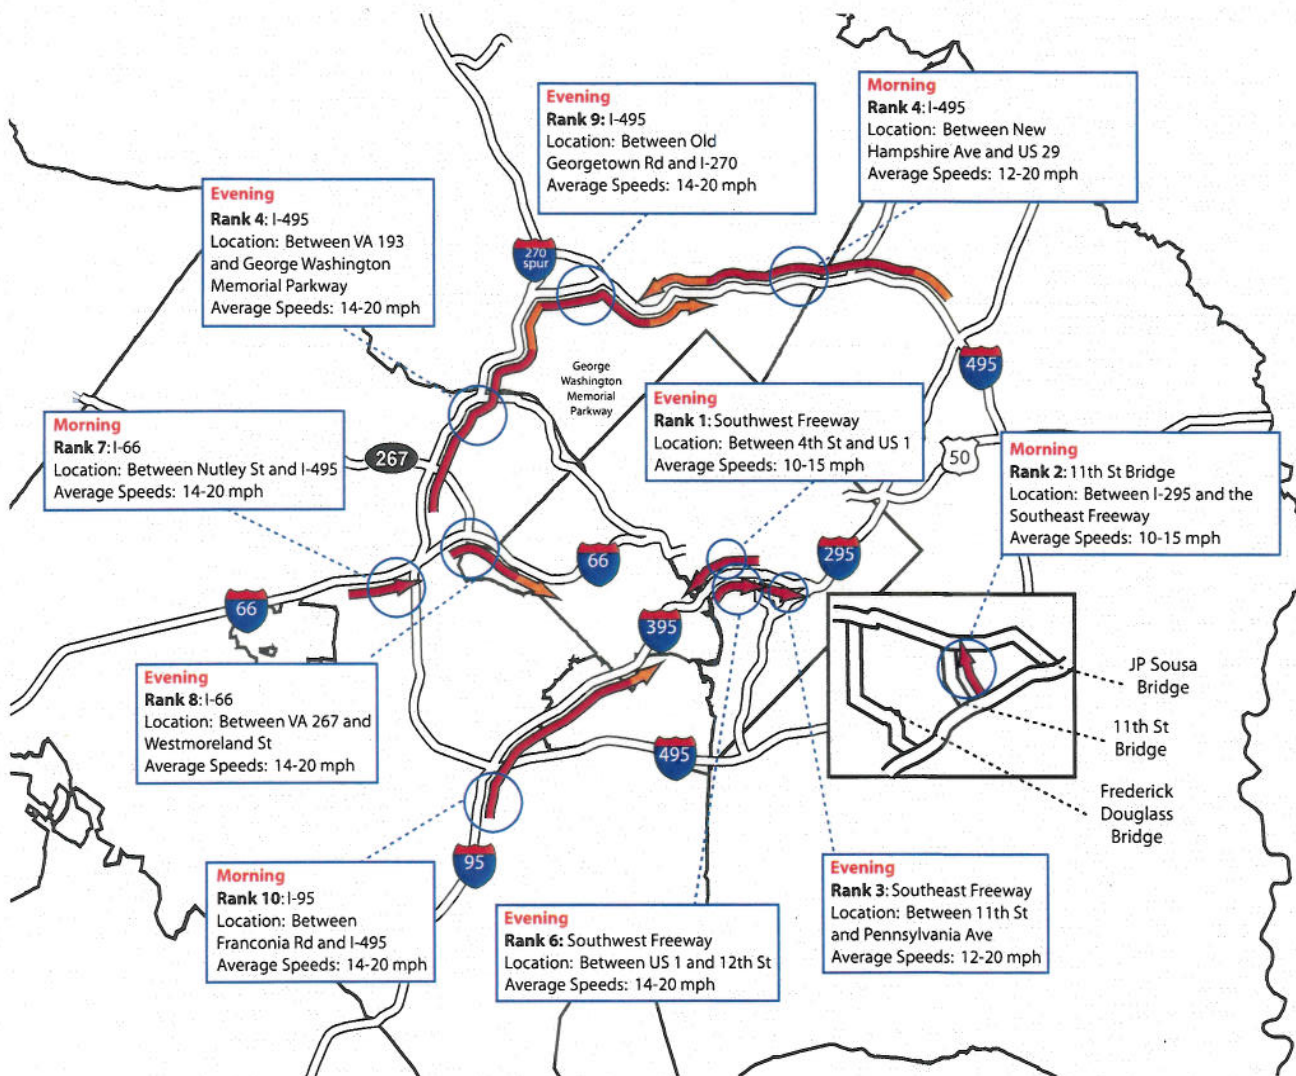 Evening
Rank 9: I-495
Location: Between Old
Georgetown Rd and I-270
Average Speeds: 14-20 mph
Morning
Rank 4: I-495
Location: Between New
Hampshire Ave and US 29
Average Speeds: 12-20 mph
Evening
Rank 4: I-495
Location: Between VA 193
and George Washington
Memorial Parkway
Average Speeds: 14-20 mph
270
spur
495
George
Washington
Memorial
Parkway
Evening
Rank 1: Southwest Freeway
Location: Between 4th St and US 1
Average Speeds: 10-15 mph
Morning
Rank 7: I-66
Location: Between Nutley St and I-495
Average Speeds: 14-20 mph
267
50
Morning
Rank 2: 11th St Bridge
Location: Between I-295 and the
Southeast Freeway
Average Speeds: 10-15 mph
66
295
66
395
Evening
Rank 8: I-66
Location: Between VA 267 and
Westmoreland St
Average Speeds: 14-20 mph
JP Sousa
Bridge
11th St
Bridge
Frederick
Douglass
Bridge
495
95
Morning
Rank 10: I-95
Location: Between
Franconia Rd and I-495
Average Speeds: 14-20 mph
Evening
Rank 6: Southwest Freeway
Location: Between US 1 and 12th St
Average Speeds: 14-20 mph
Evening
Rank 3: Southeast Freeway
Location: Between 11th St
and Pennsylvania Ave
Average Speeds: 12-20 mph